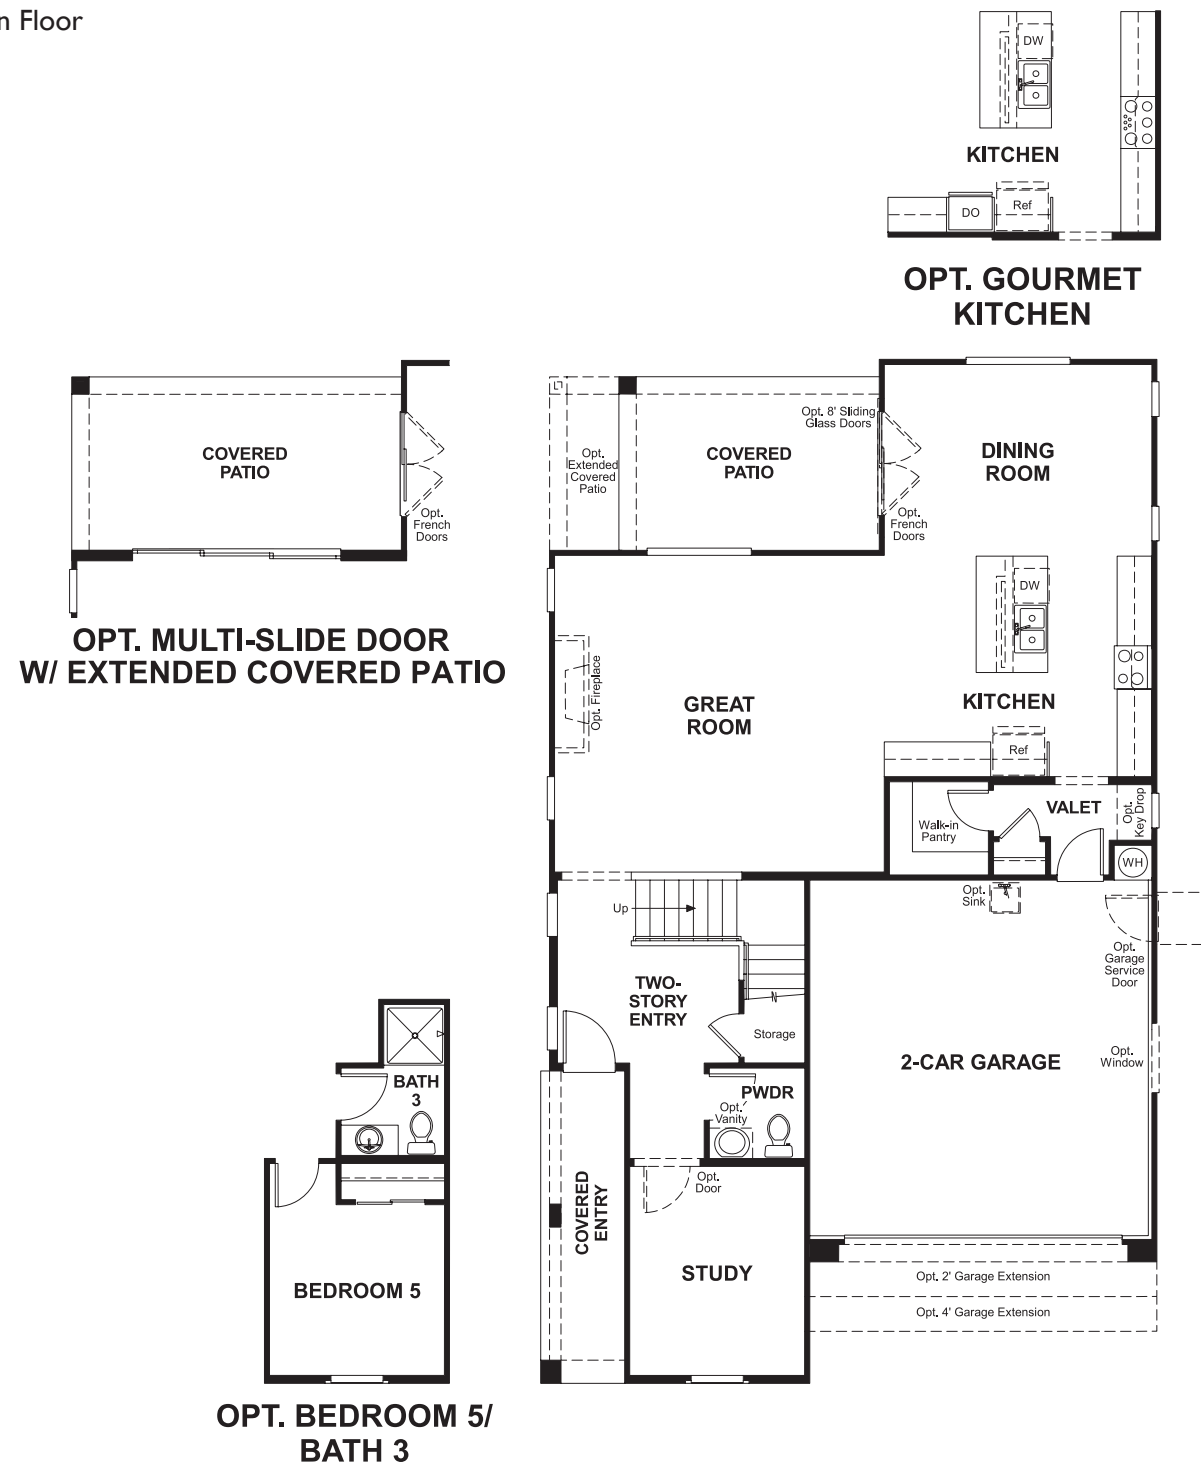 n Floor
DW
KITCHEN
DO
Ref
OPT. GOURMET
KITCHEN
COVERED
PATIO
Opt.
French
Doors
OPT. MULTI-SLIDE DOOR
W/ EXTENDED COVERED PATIO
Opt. 8' Sliding
Glass Doors
Opt.
Extended
Covered
Patio
COVERED
PATIO
Opt.
French
Doors
DINING
ROOM
DW
KITCHEN
Ref
Opt. Fireplace
GREAT
ROOM
Walk-in
Pantry
VALET
Opt.
Key Drop
WH
Opt.
Sink
Up
Opt.
Garage
Service
Door
TWO-
STORY
ENTRY
Storage
2-CAR GARAGE
Opt.
Window
PWDR
Opt.
Vanity
Opt.
Door
COVERED
ENTRY
STUDY
Opt. 2' Garage Extension
Opt. 4' Garage Extension
BATH
3
BEDROOM 5
OPT. BEDROOM 5/
BATH 3